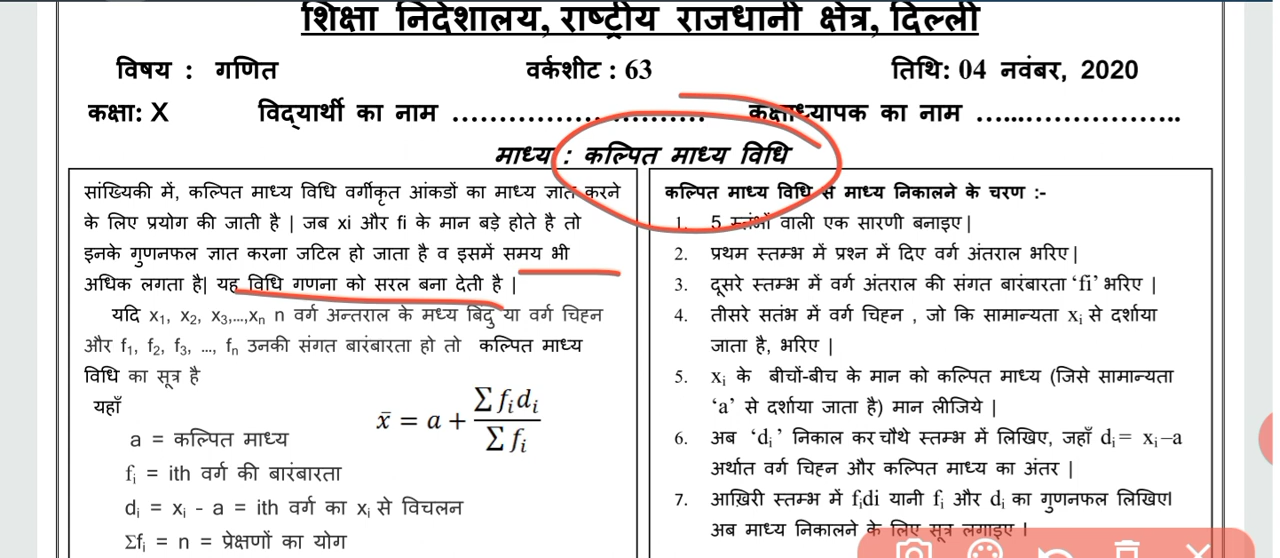 शिक्षा निदेशालय, राष्ट्रीय राजधानी क्षेत्र, दिल्ली
विषय : गणित वर्कशीट : 63 तिथि: 04 नवंबर, 2020
कक्षा: X विद्यार्थी का नाम ........................... कक्षाध्यापक का नाम ......................
माध्य : कल्पित माध्य विधि
सांख्यिकी में, कल्पित माध्य विधि वर्गीकृत आंकडों का माध्य ज्ञात करने
के लिए प्रयोग की जाती है | जब xi और fi के मान बड़े होते है तो
इनके गुणनफल ज्ञात करना जटिल हो जाता है व इसमें समय भी
अधिक लगता है| यह विधि गणना को सरल बना देती है |
यदि x₁, x₂, x₃,...,xₙ n वर्ग अन्तराल के मध्य बिंदु या वर्ग चिह्न
और f₁, f₂, f₃, ..., fₙ उनकी संगत बारंबारता हो तो कल्पित माध्य
विधि का सूत्र है
यहाँ
x̄ = a + ∑fᵢdᵢ / ∑fᵢ
a = कल्पित माध्य
fᵢ = ith वर्ग की बारंबारता
dᵢ = xᵢ - a = ith वर्ग का xᵢ से विचलन
Σfᵢ = n = प्रेक्षणों का योग
कल्पित माध्य विधि से माध्य निकालने के चरण :-
1. 5 स्तंभों वाली एक सारणी बनाइए |
2. प्रथम स्तम्भ में प्रश्न में दिए वर्ग अंतराल भरिए |
3. दूसरे स्तम्भ में वर्ग अंतराल की संगत बारंबारता ‘fi’ भरिए |
4. तीसरे सतंभ में वर्ग चिह्न , जो कि सामान्यता xᵢ से दर्शाया
जाता है, भरिए |
5. xᵢ के बीचों-बीच के मान को कल्पित माध्य (जिसे सामान्यता
‘a’ से दर्शाया जाता है) मान लीजिये |
6. अब ‘dᵢ’ निकाल कर चौथे स्तम्भ में लिखिए, जहाँ dᵢ= xᵢ–a
अर्थात वर्ग चिह्न और कल्पित माध्य का अंतर |
7. आख़िरी स्तम्भ में fᵢdi यानी fᵢ और dᵢ का गुणनफल लिखिए|
अब माध्य निकालने के लिए सूत्र लगाइए |